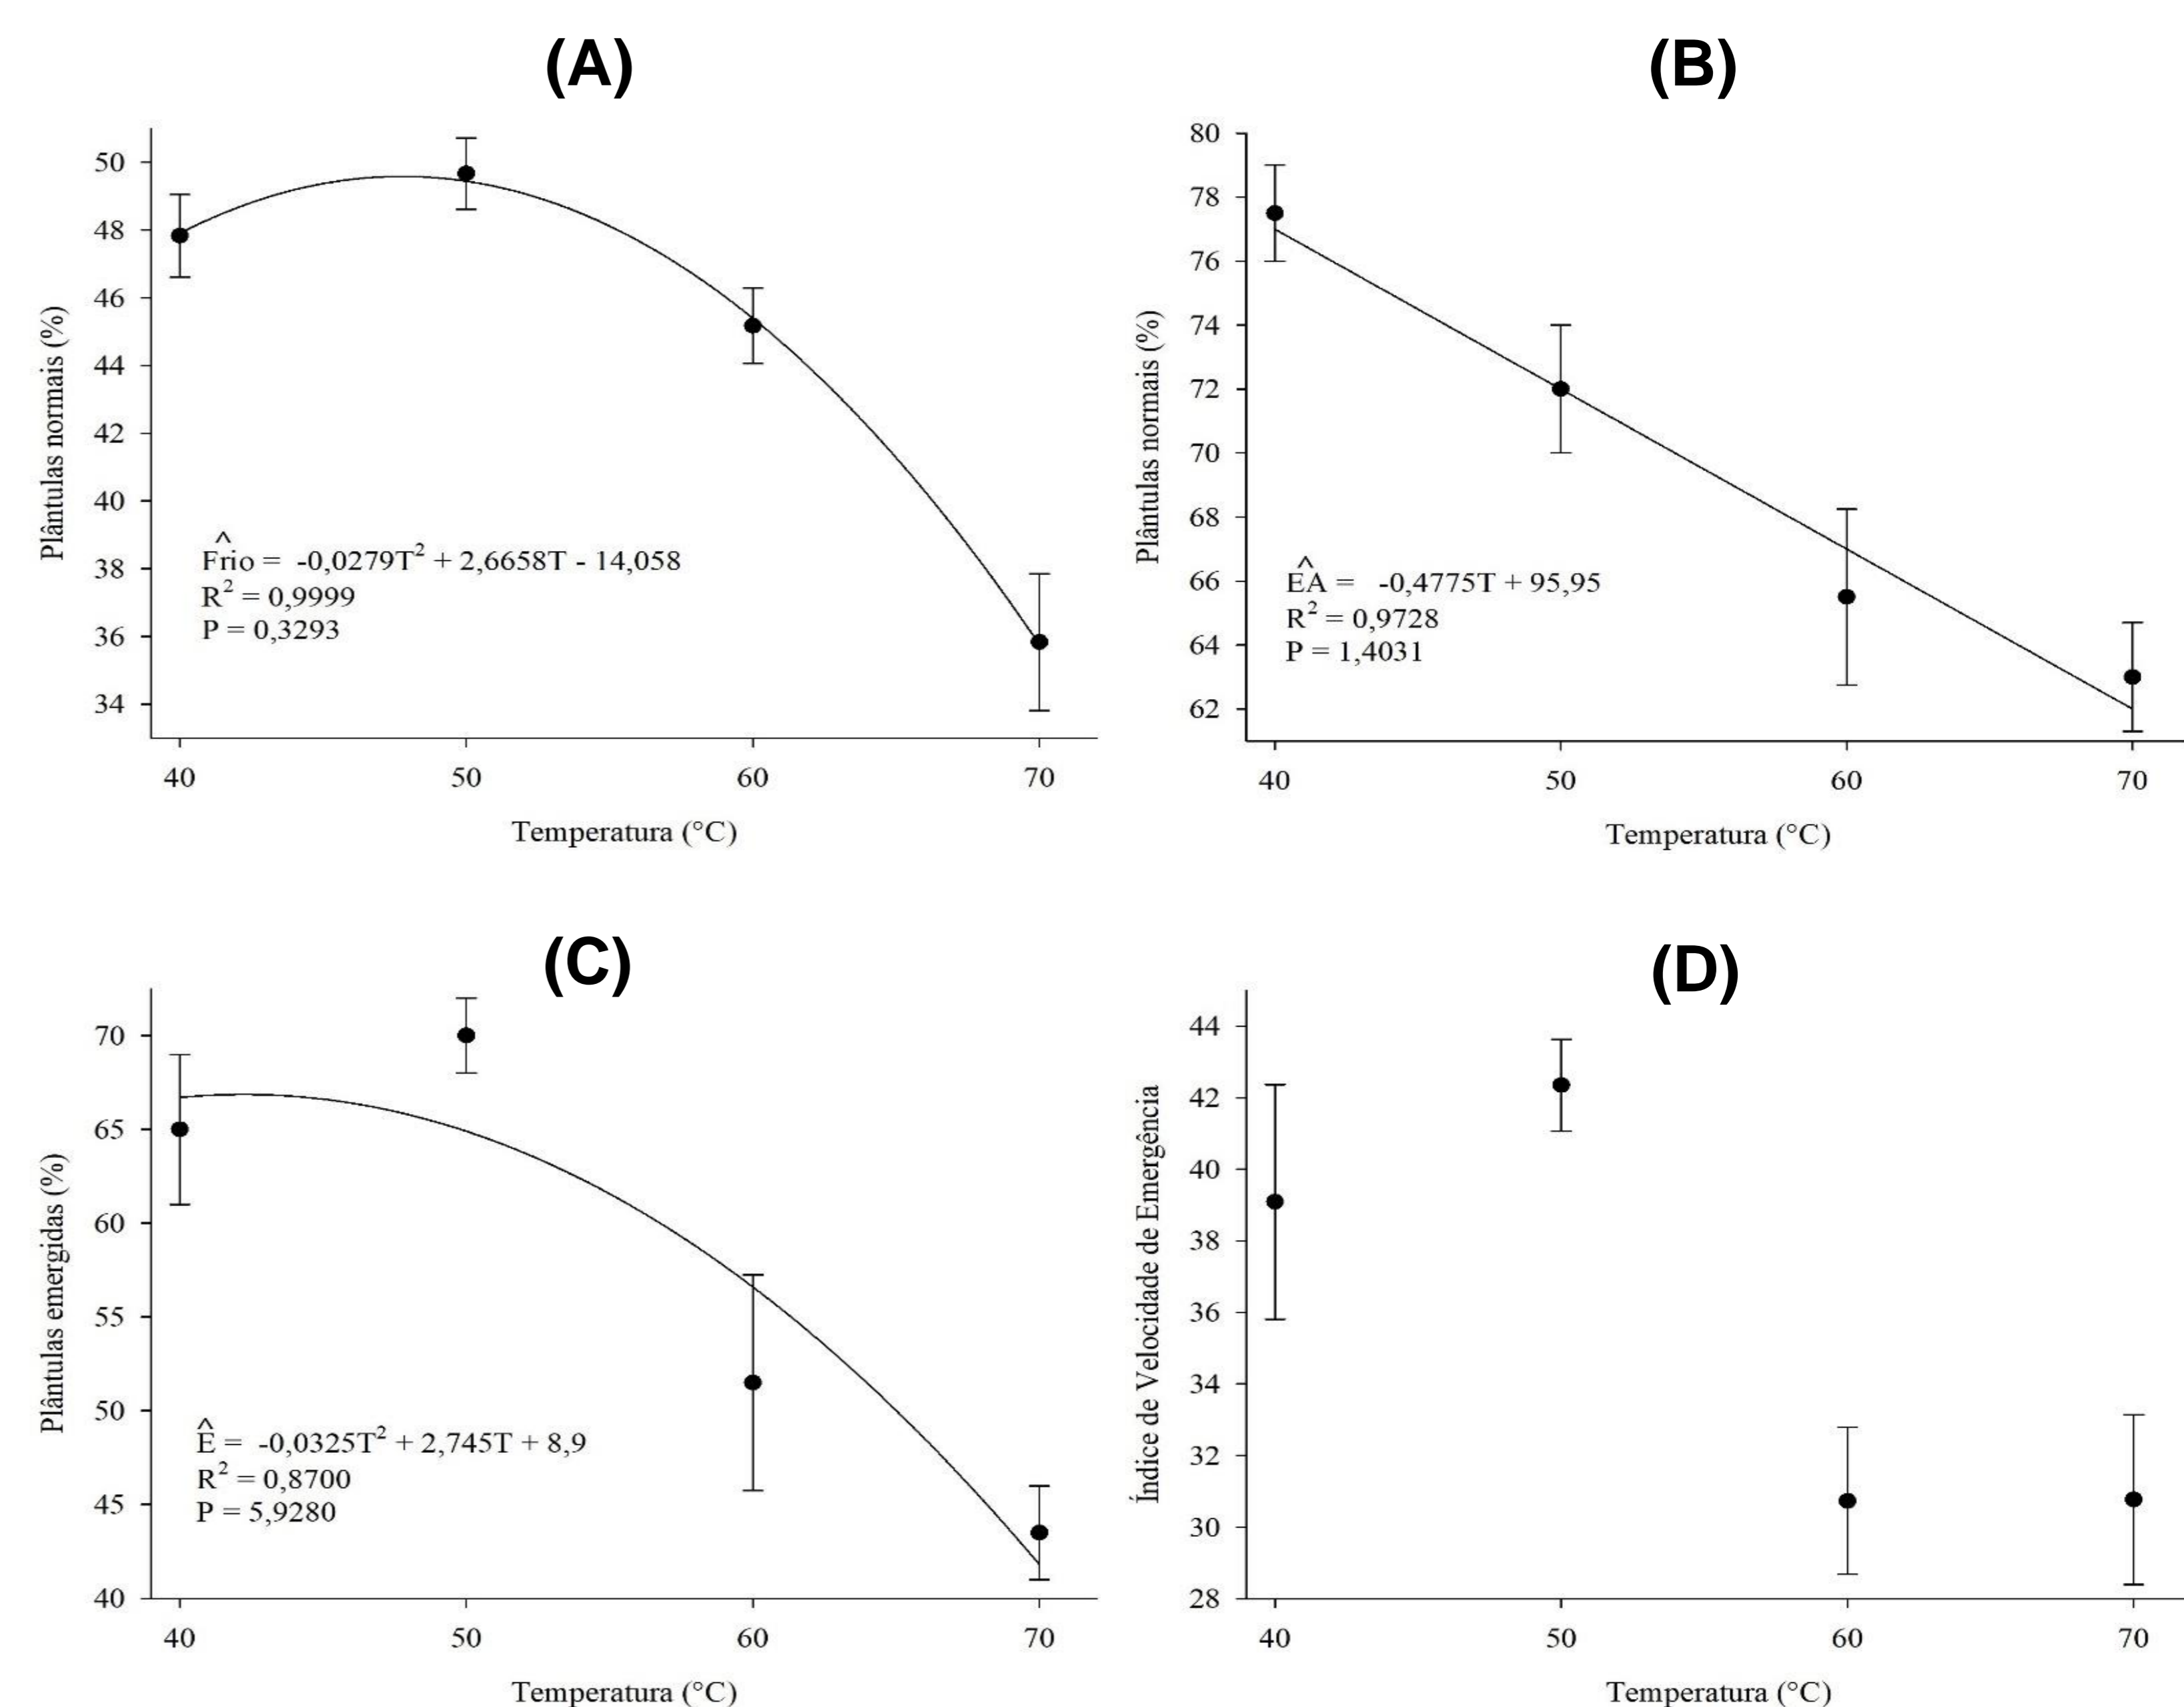 (A)
Plântulas normais (%)
50
48
46
44
42
40
38
36
34
^
Frio = -0,0279T² + 2,6658T - 14,058
R² = 0,9999
P = 0,3293
40 50 60 70
Temperatura (°C)
(B)
Plântulas normais (%)
80
78
76
74
72
70
68
66
64
62
^
EA = -0,4775T + 95,95
R² = 0,9728
P = 1,4031
40 50 60 70
Temperatura (°C)
(C)
Plântulas emergidas (%)
70
65
60
55
50
45
40
^
E = -0,0325T² + 2,745T + 8,9
R² = 0,8700
P = 5,9280
40 50 60 70
Temperatura (°C)
(D)
Índice de Velocidade de Emergência
44
42
40
38
36
34
32
30
28
40 50 60 70
Temperatura (°C)